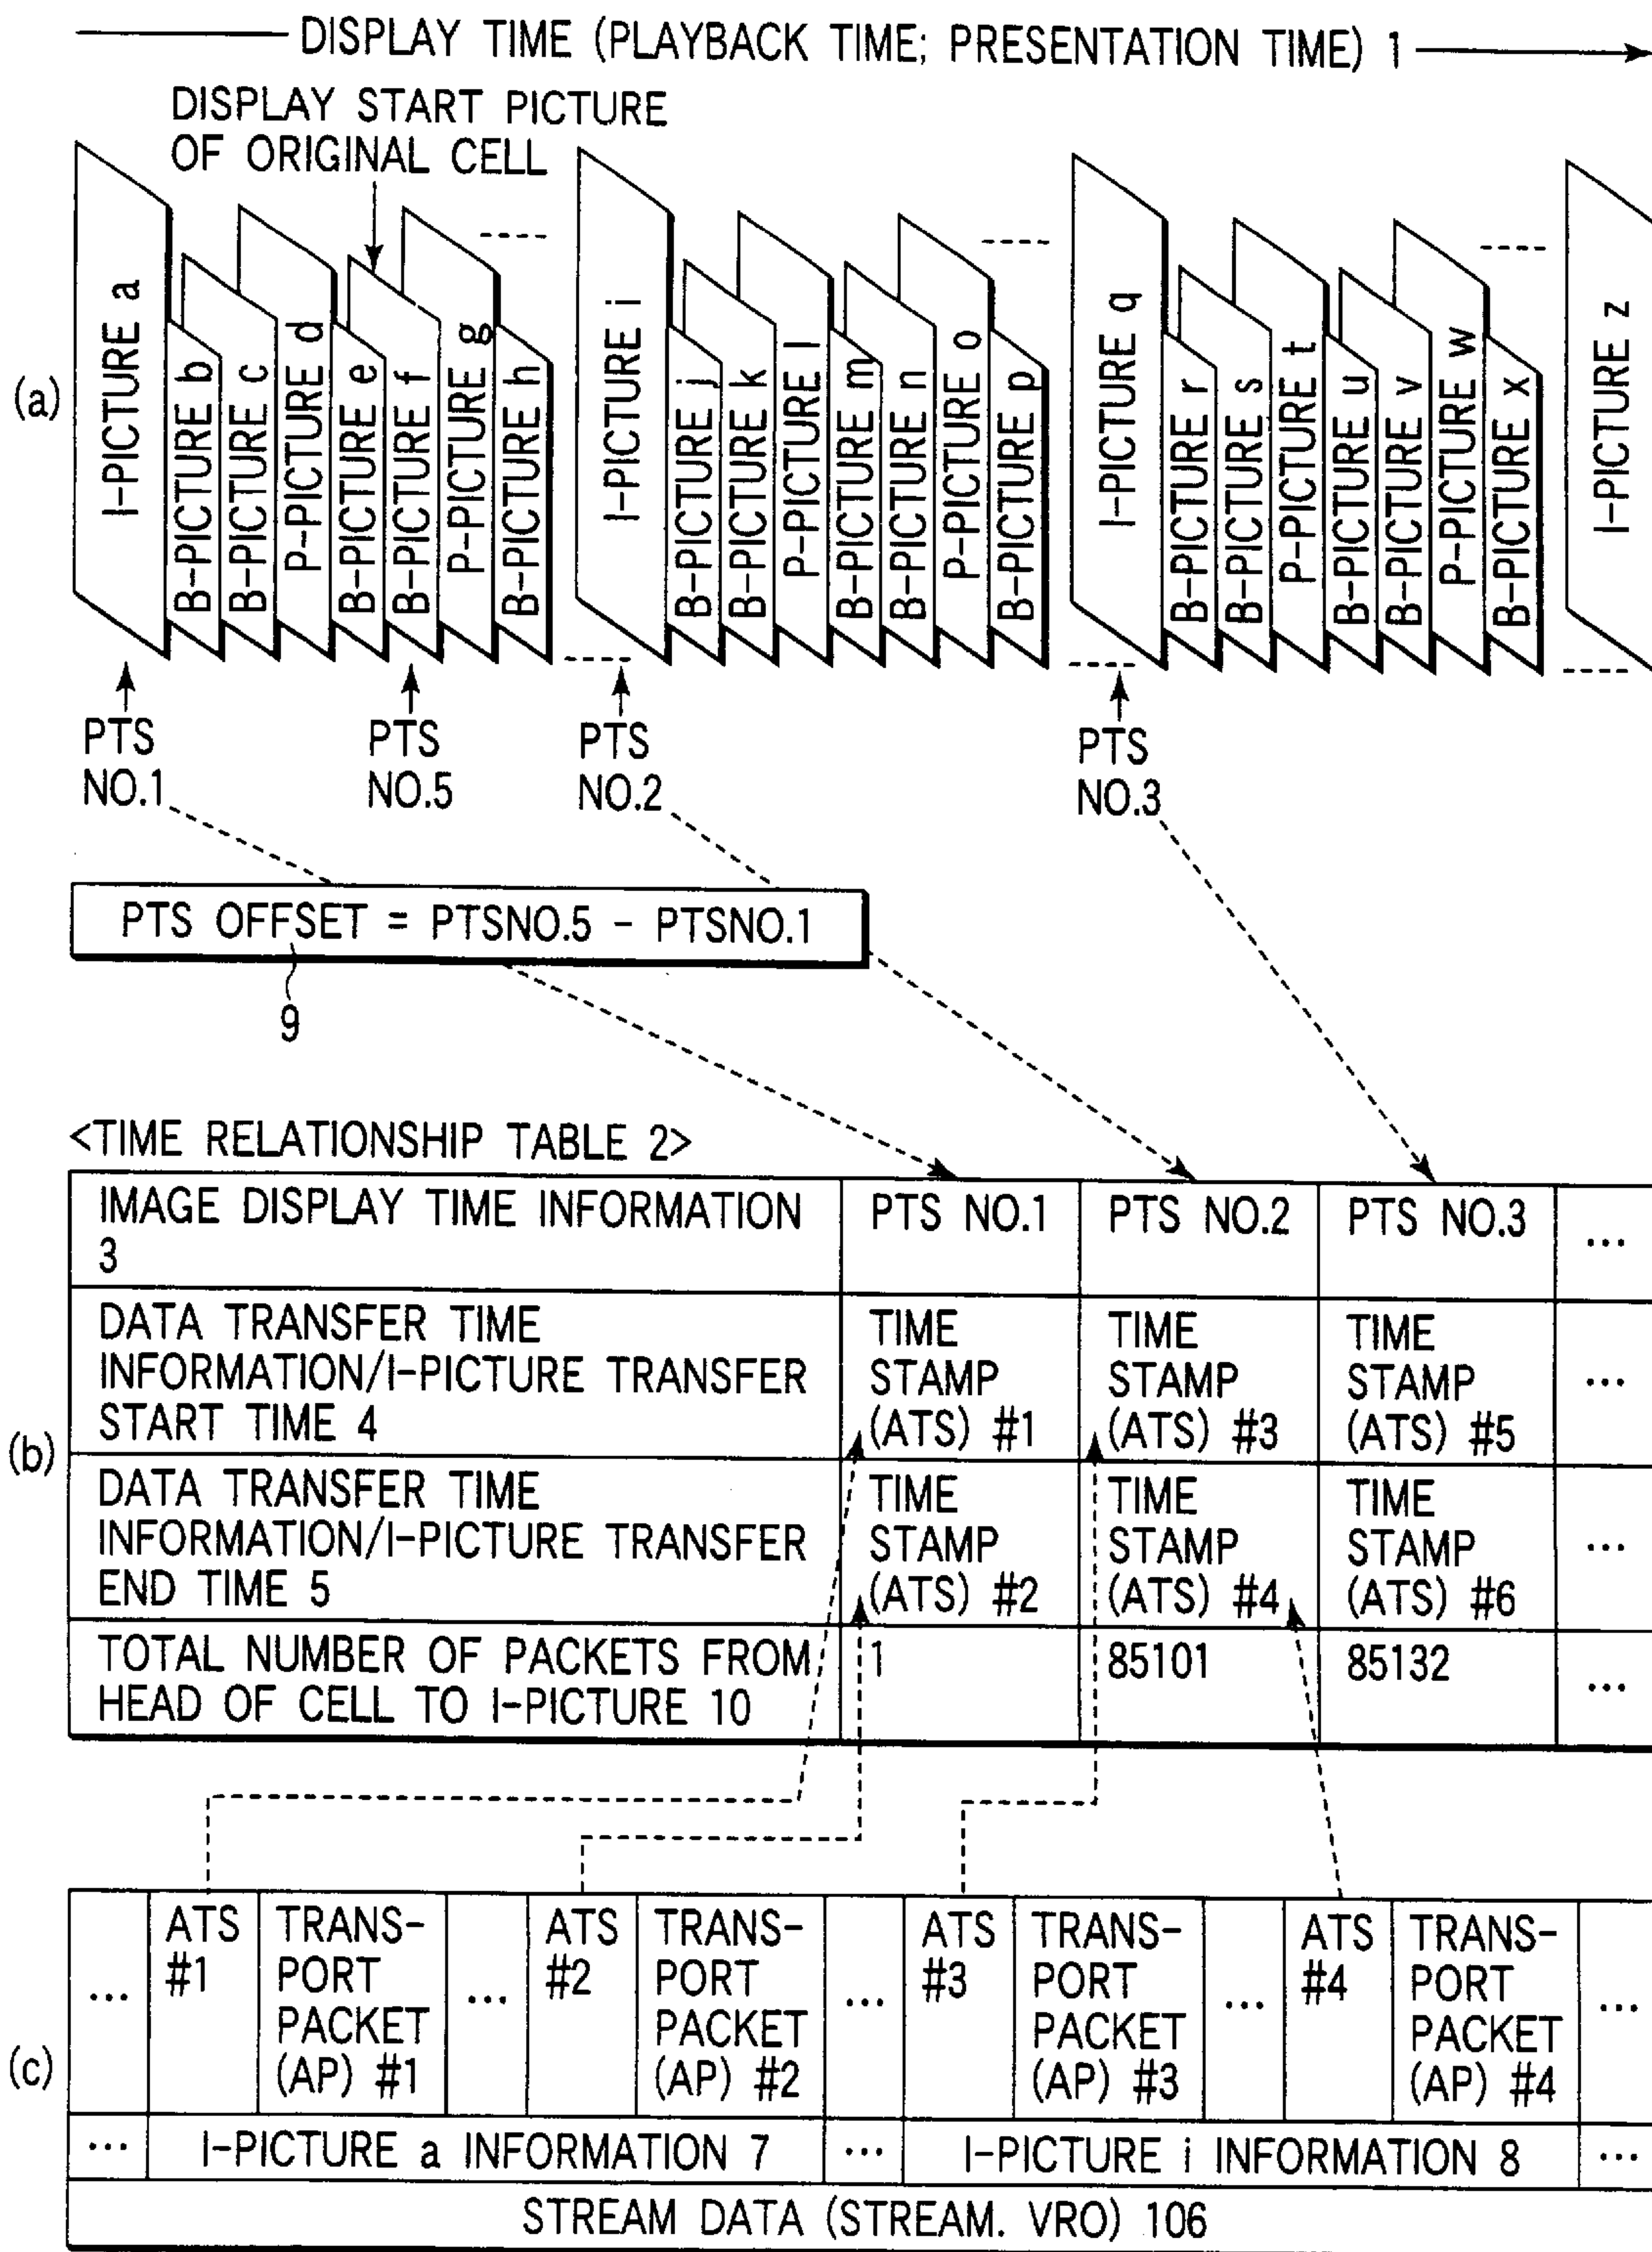 DISPLAY TIME (PLAYBACK TIME; PRESENTATION TIME) 1
DISPLAY START PICTURE
OF ORIGINAL CELL
(a)
I-PICTURE a
B-PICTURE b
B-PICTURE c
P-PICTURE d
B-PICTURE e
B-PICTURE f
P-PICTURE g
B-PICTURE h
I-PICTURE i
B-PICTURE j
B-PICTURE k
P-PICTURE l
B-PICTURE m
B-PICTURE n
P-PICTURE o
B-PICTURE p
I-PICTURE q
B-PICTURE r
B-PICTURE s
P-PICTURE t
B-PICTURE u
B-PICTURE v
P-PICTURE w
B-PICTURE x
I-PICTURE z
PTS
NO.1
PTS
NO.5
PTS
NO.2
PTS
NO.3
PTS OFFSET = PTSNO.5 - PTSNO.1
9
<TIME RELATIONSHIP TABLE 2>
(b)
IMAGE DISPLAY TIME INFORMATION
3
PTS NO.1
PTS NO.2
PTS NO.3
...
DATA TRANSFER TIME
INFORMATION/I-PICTURE TRANSFER
START TIME 4
TIME
STAMP
(ATS) #1
TIME
STAMP
(ATS) #3
TIME
STAMP
(ATS) #5
...
DATA TRANSFER TIME
INFORMATION/I-PICTURE TRANSFER
END TIME 5
TIME
STAMP
(ATS) #2
TIME
STAMP
(ATS) #4
TIME
STAMP
(ATS) #6
...
TOTAL NUMBER OF PACKETS FROM
HEAD OF CELL TO I-PICTURE 10
1
85101
85132
...
(c)
...
ATS
#1
TRANS-
PORT
PACKET
(AP) #1
...
ATS
#2
TRANS-
PORT
PACKET
(AP) #2
...
ATS
#3
TRANS-
PORT
PACKET
(AP) #3
...
ATS
#4
TRANS-
PORT
PACKET
(AP) #4
...
...
I-PICTURE a INFORMATION 7
...
I-PICTURE i INFORMATION 8
...
STREAM DATA (STREAM. VRO) 106